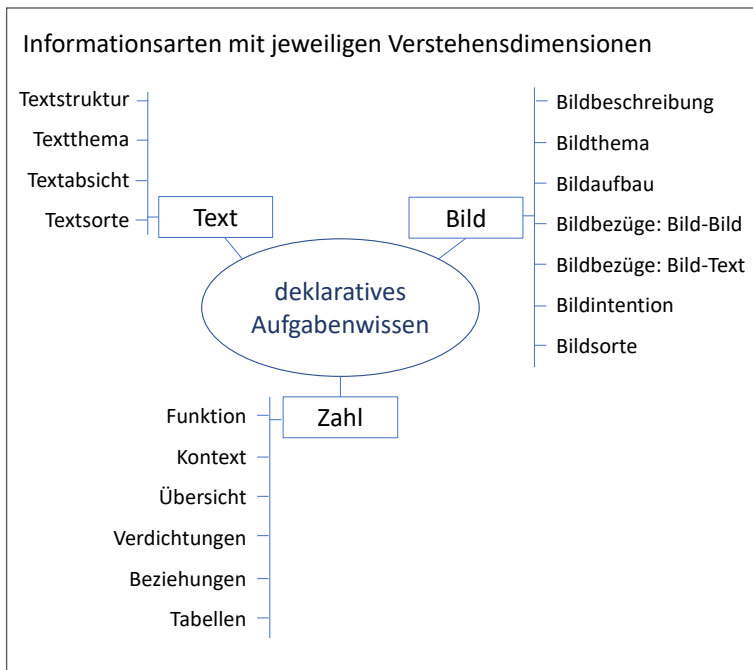 Informationsarten mit jeweiligen Verstehensdimensionen
Textstruktur
Textthema
Textabsicht
Textsorte
Text
Bild
Bildbeschreibung
Bildthema
Bildaufbau
Bildbezüge: Bild-Bild
Bildbezüge: Bild-Text
Bildintention
Bildsorte
deklaratives
Aufgabenwissen
Zahl
Funktion
Kontext
Übersicht
Verdichtungen
Beziehungen
Tabellen